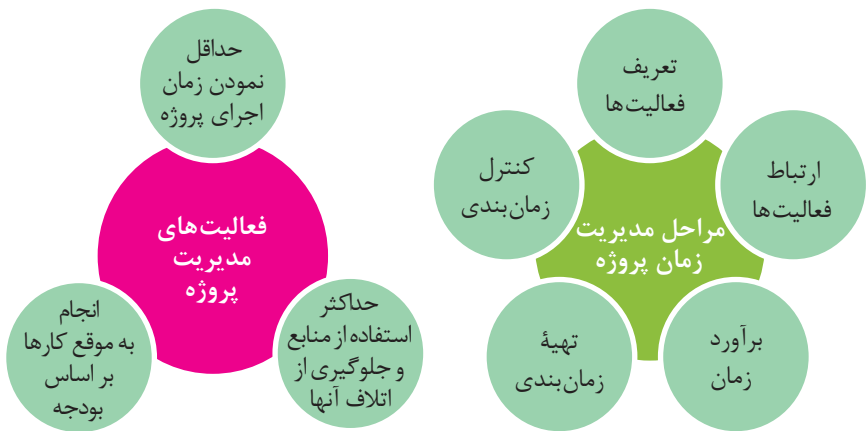 مراحل مدیریت
زمان پروژه
تعریف
فعالیت‌ها
ارتباط
فعالیت‌ها
برآورد
زمان
تهیۀ
زمان‌بندی
کنترل
زمان‌بندی
فعالیت‌های
مدیریت
پروژه
حداقل
نمودن زمان
اجرای پروژه
حداکثر
استفاده از منابع
و جلوگیری از
اتلاف آنها
انجام
به موقع کارها
بر اساس
بودجه